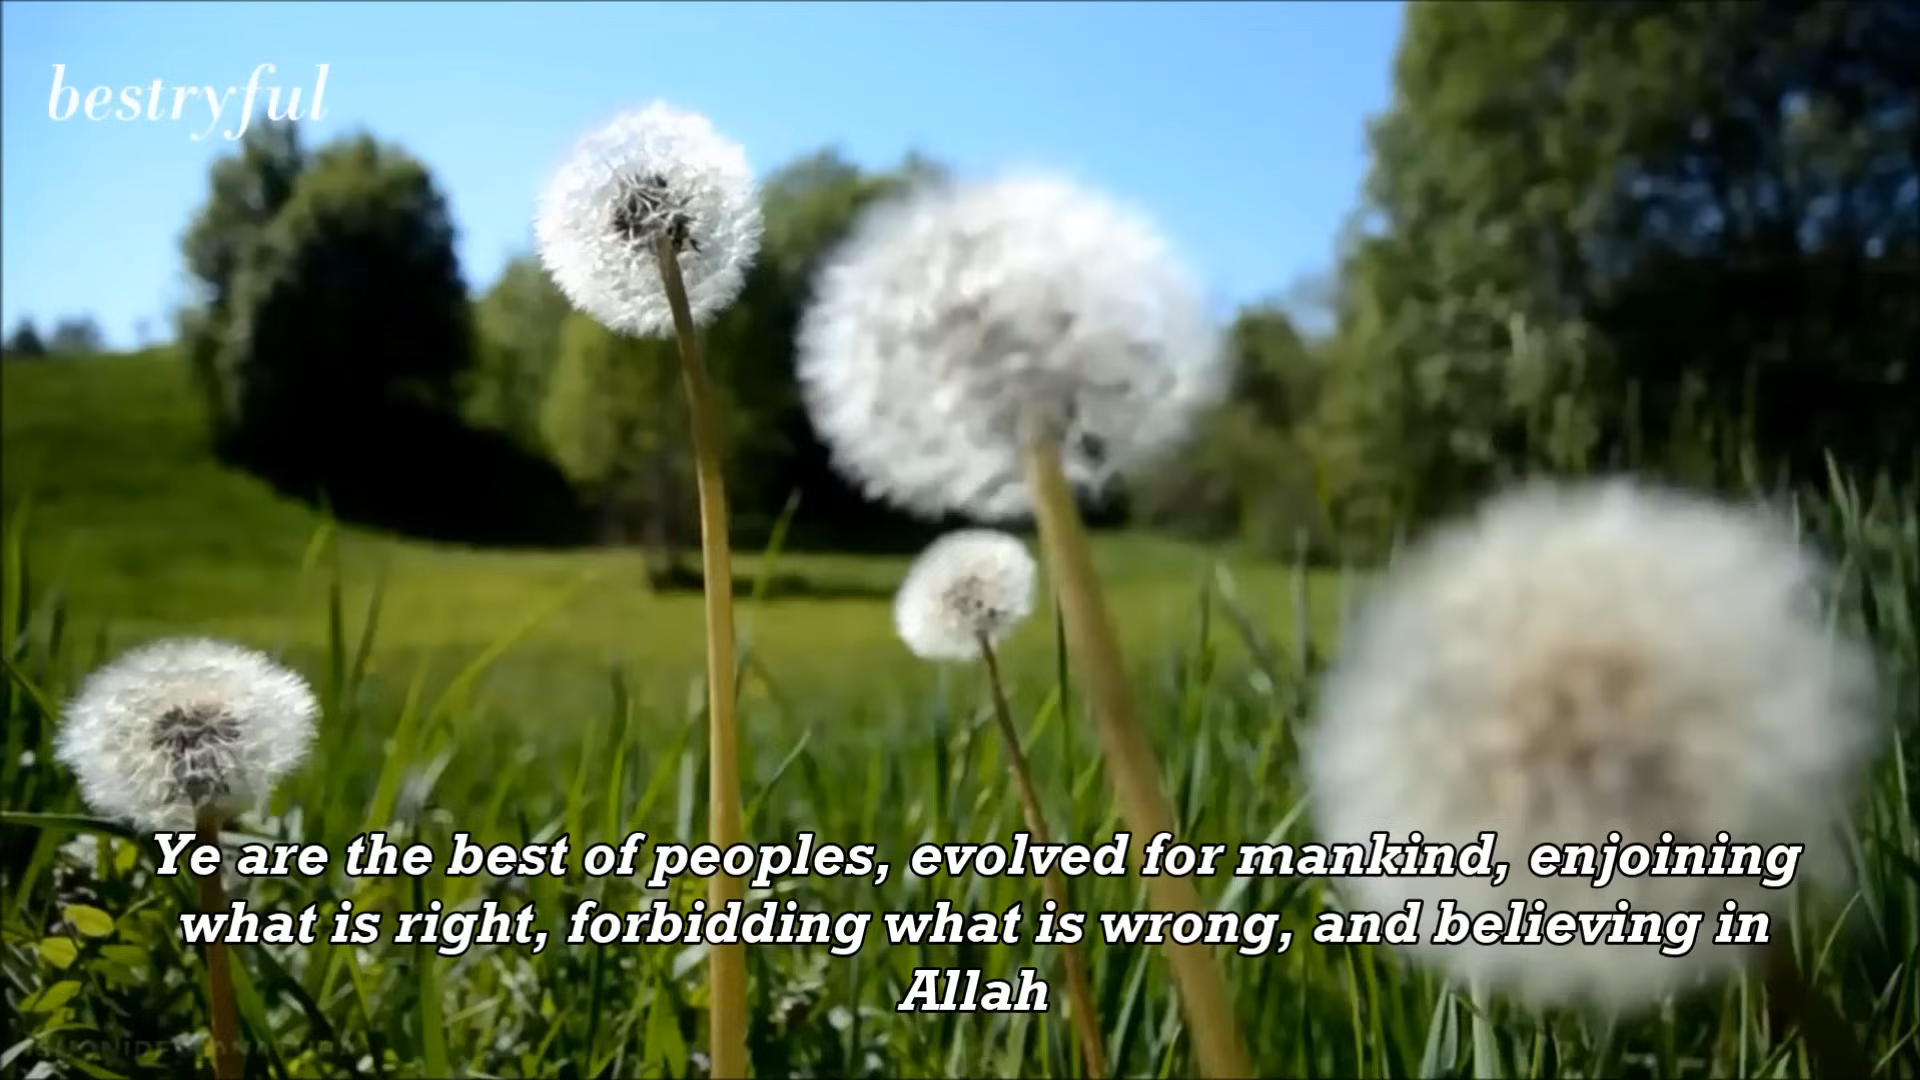 bestryful
Ye are the best of peoples, evolved for mankind, enjoining
what is right, forbidding what is wrong, and believing in
Allah